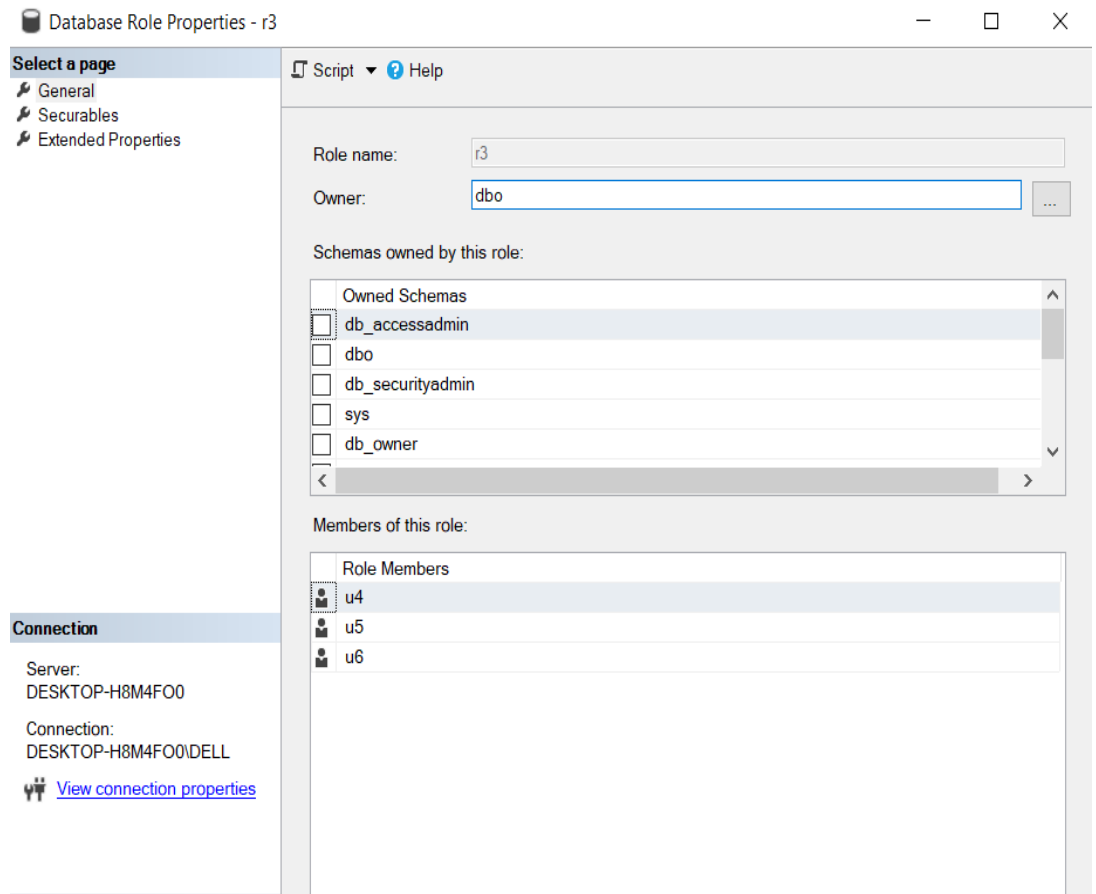 Database Role Properties - r3
Select a page
General
Securables
Extended Properties
Script
Help
Role name: r3
Owner: dbo
...
Schemas owned by this role:
Owned Schemas
db_accessadmin
dbo
db_securityadmin
sys
db_owner
Members of this role:
Role Members
u4
u5
u6
Connection
Server:
DESKTOP-H8M4FO0
Connection:
DESKTOP-H8M4FO0\DELL
View connection properties